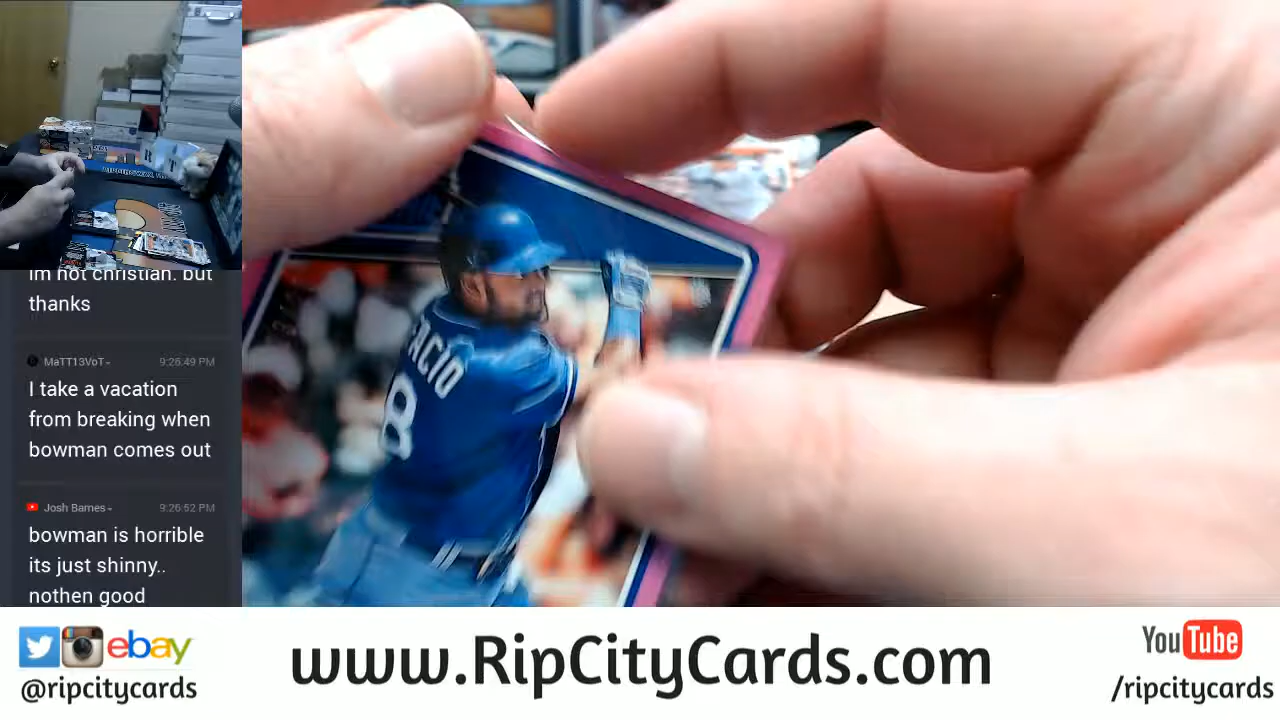 im not christian. but
thanks
MaTT13VoT
9:26:49 PM
I take a vacation
from breaking when
bowman comes out
Josh Barnes
9:26:52 PM
bowman is horrible
its just shinny..
nothen good
ACIO
8
ebay
@ripcitycards
www.RipCityCards.com
YouTube
/ripcitycards